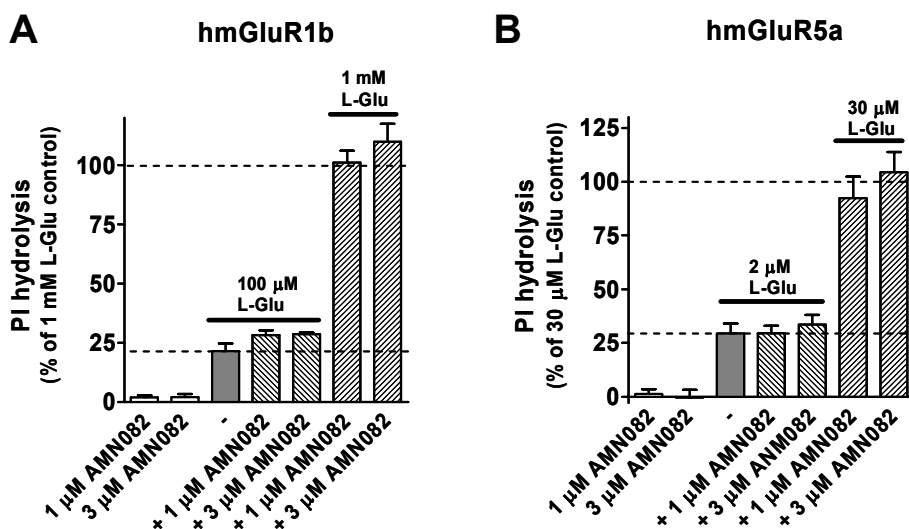 A
hmGluR1b
PI hydrolysis
(% of 1 mM L-Glu control)
100
75
50
25
0
1 mM
L-Glu
100 µM
L-Glu
1 µM AMN082
3 µM AMN082
-
+ 1 µM AMN082
+ 3 µM AMN082
+ 1 µM AMN082
+ 3 µM AMN082
B
hmGluR5a
PI hydrolysis
(% of 30 µM L-Glu control)
125
100
75
50
25
0
30 µM
L-Glu
2 µM
L-Glu
1 µM AMN082
3 µM AMN082
-
+ 1 µM AMN082
+ 3 µM ANM082
+ 1 µM AMN082
+ 3 µM AMN082